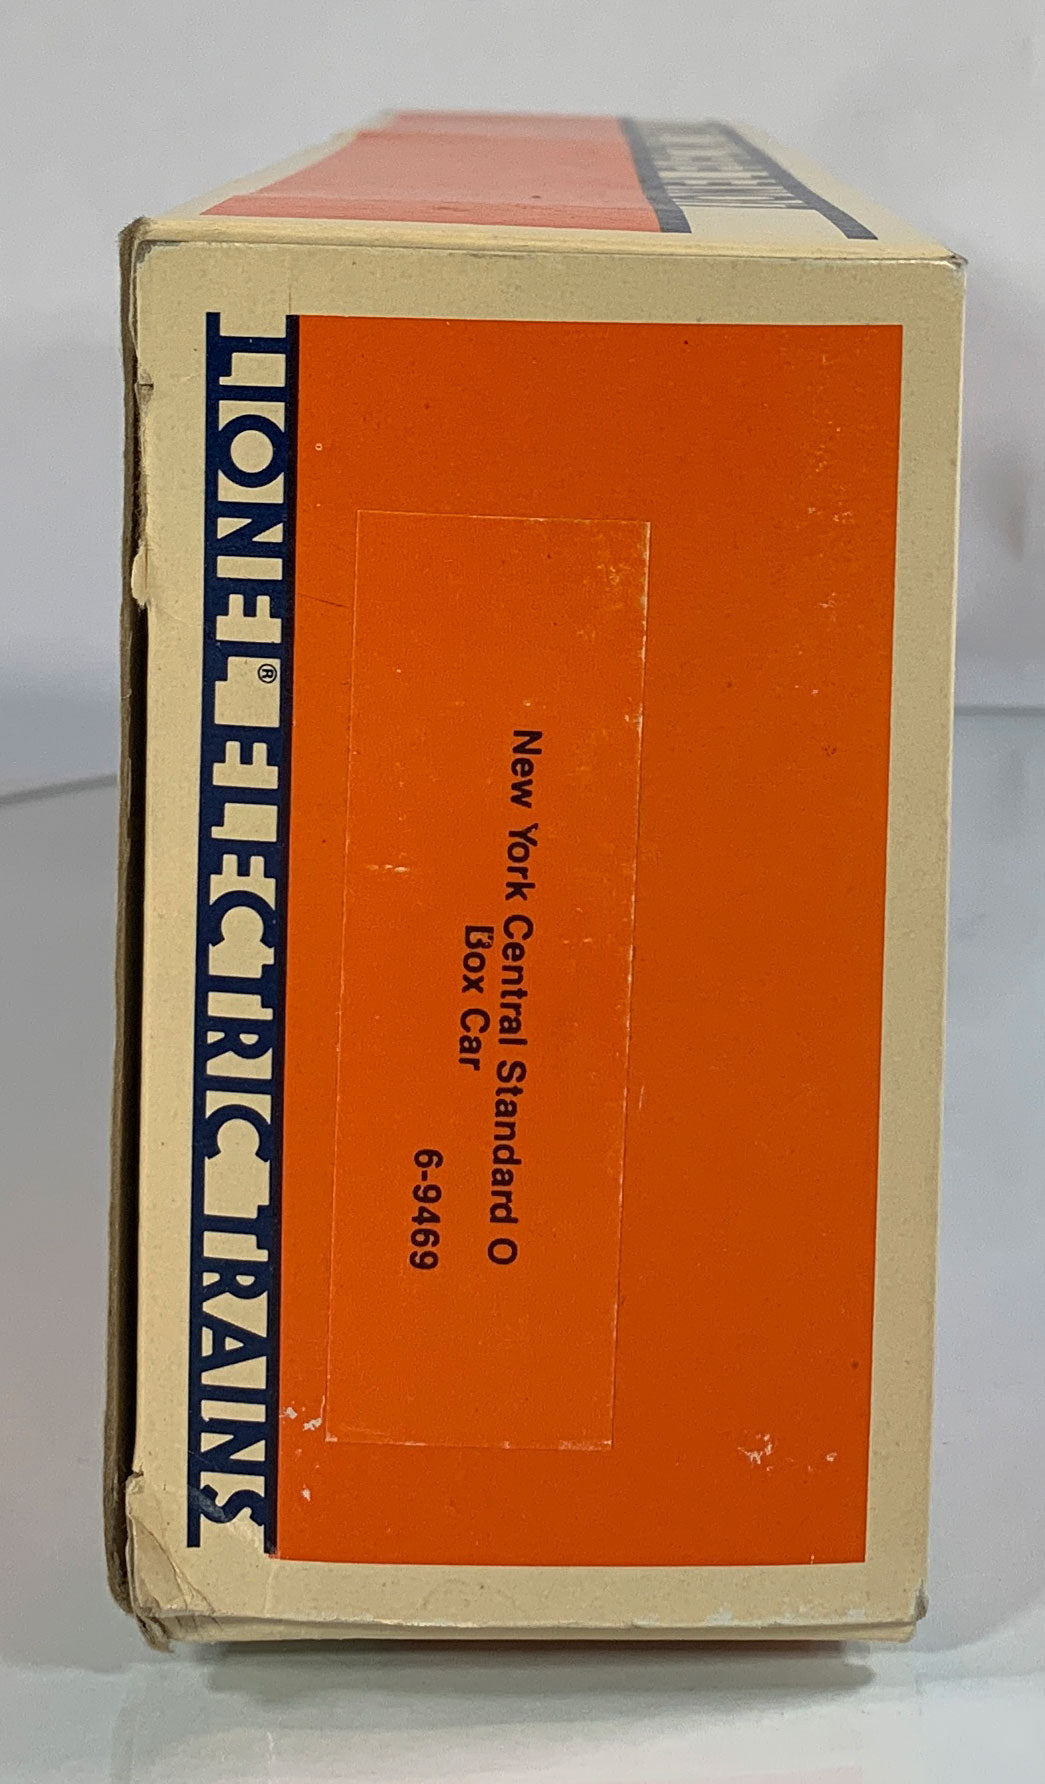 LIONEL® ELECTRIC TRAINS
New York Central Standard O
Box Car
6-9469